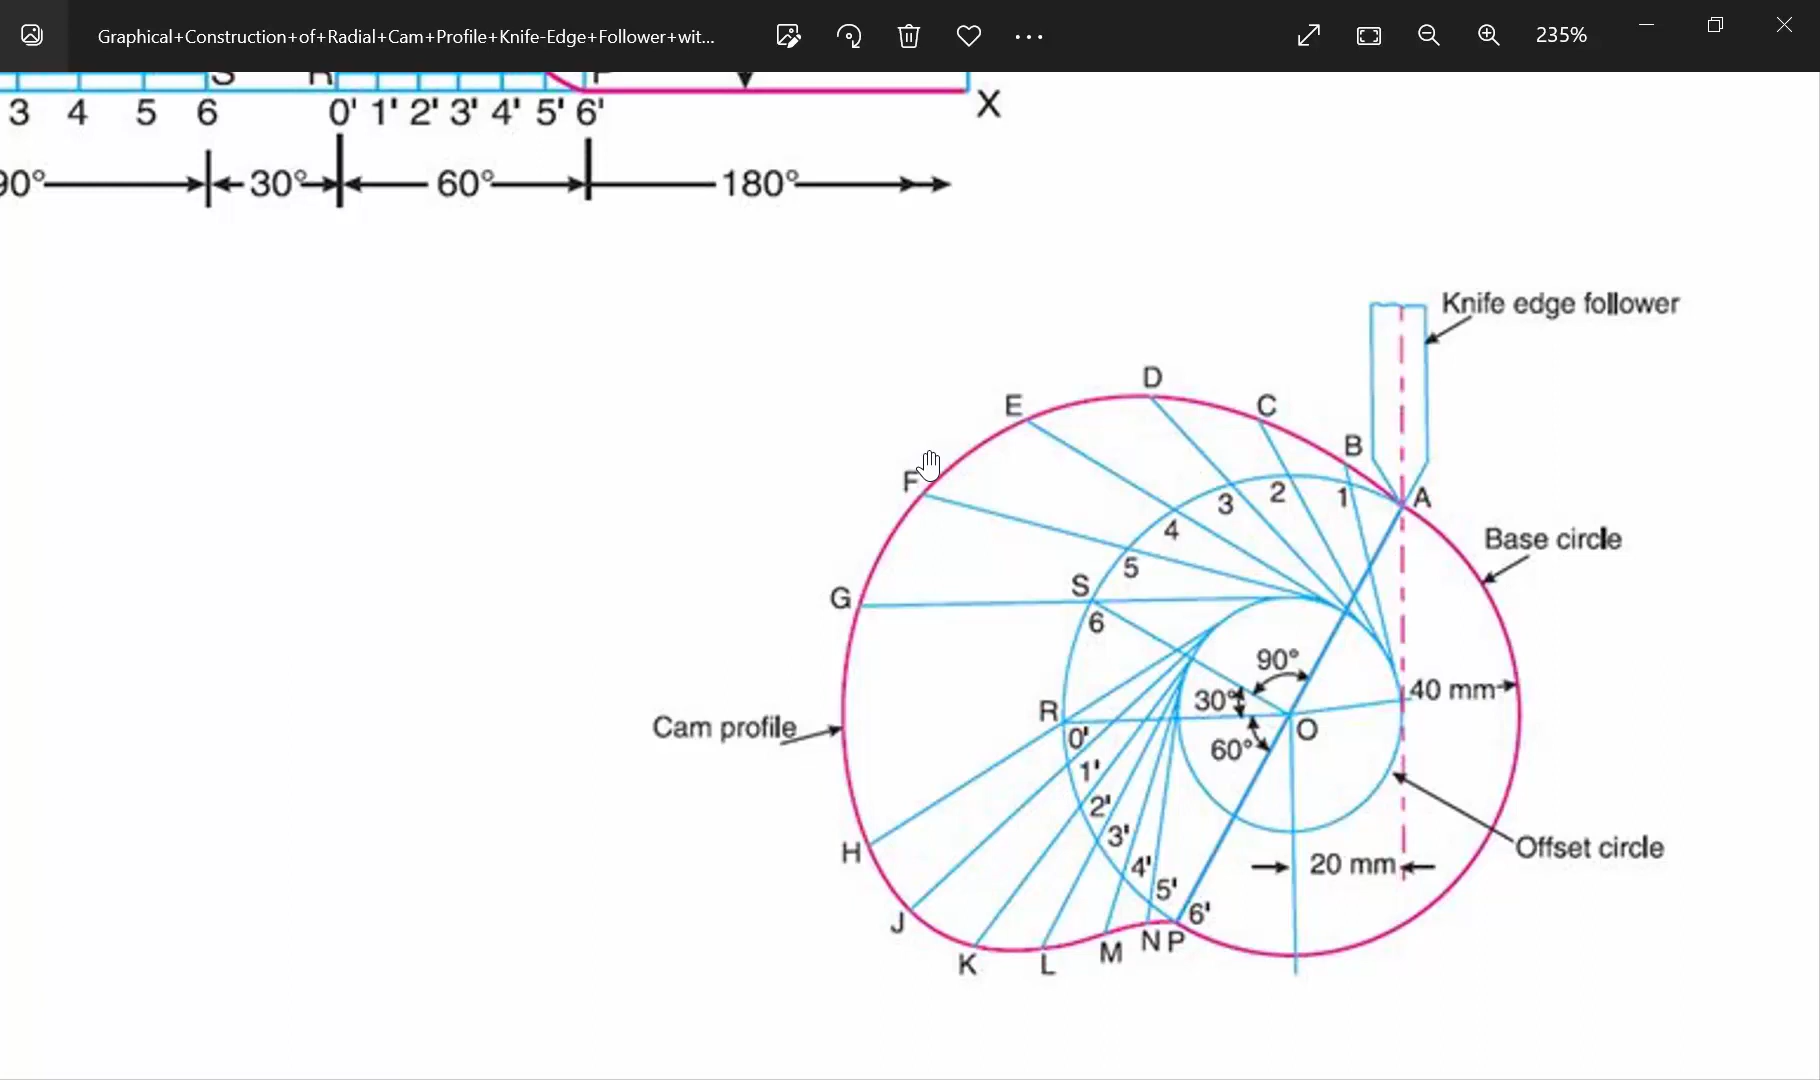 Graphical+Construction+of+Radial+Cam+Profile+Knife-Edge+Follower+wit...
235%
S R P
3 4 5 6 0' 1' 2' 3' 4' 5' 6' X
90° 30° 60° 180°
Knife edge follower
D
E C
B
F
3 2 1 A
4
Base circle
5
S
G
6
90°
30° 40 mm
R
Cam profile O
0' 60°
1'
2'
3'
H Offset circle
4' 20 mm
5'
6'
J
N P
M
K L